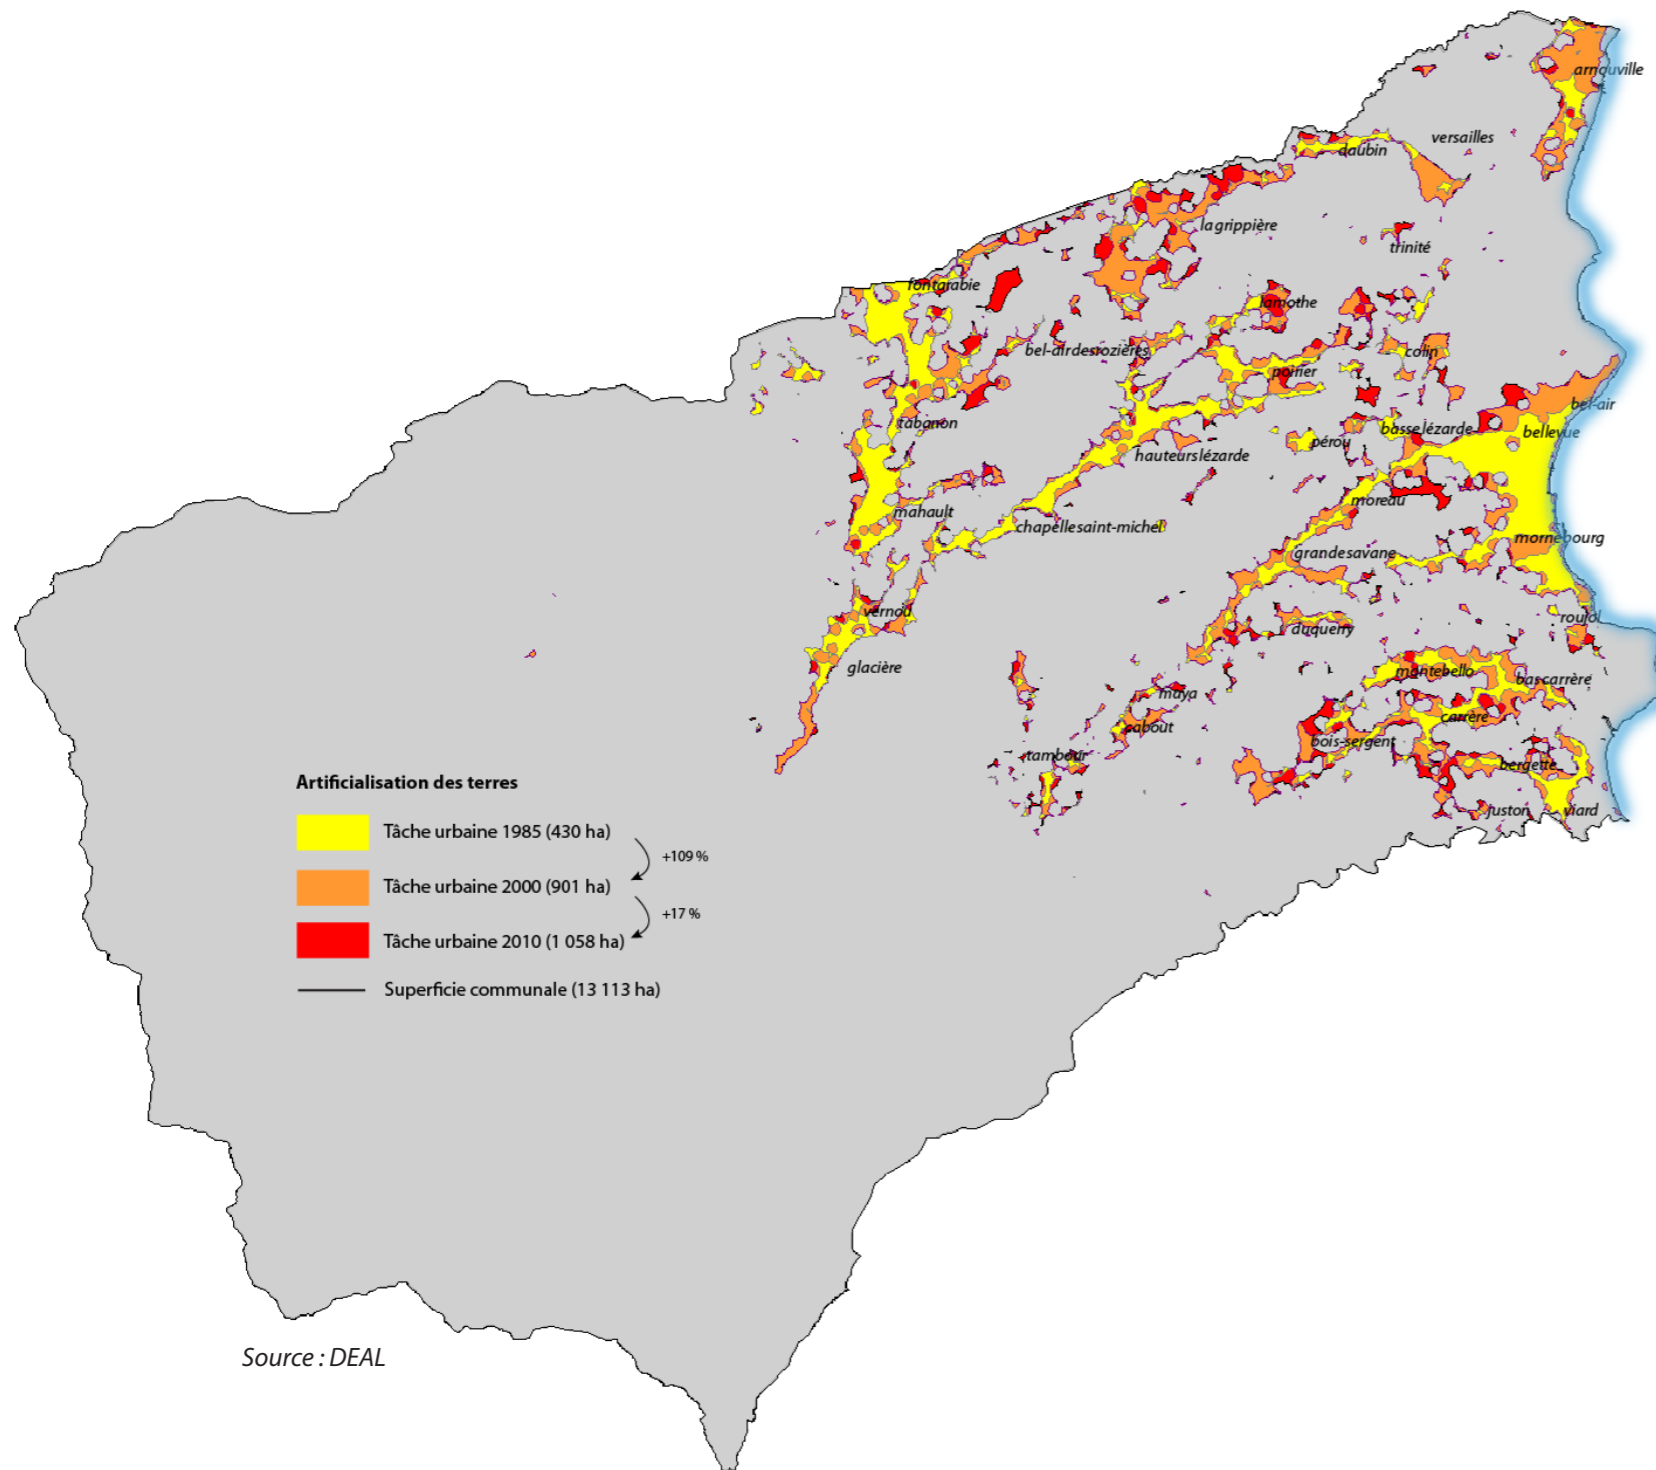 arnouville
versailles
daubin
lagrippière
trinité
fontarabie
lamothe
bel-airdesrozières
colin
poirier
bel-air
tabanon
basselézarde
bellevue
pérou
hauteurslézarde
moreau
mahault
chapellesaint-michel
mornebourg
grandesavane
vernou
roujol
duquerry
glacière
montebello
bascarrère
maya
carrère
cabout
bois-sergent
tambour
bergette
fuston
viard
Artificialisation des terres
Tâche urbaine 1985 (430 ha)
+109 %
Tâche urbaine 2000 (901 ha)
+17 %
Tâche urbaine 2010 (1 058 ha)
Superficie communale (13 113 ha)
Source : DEAL